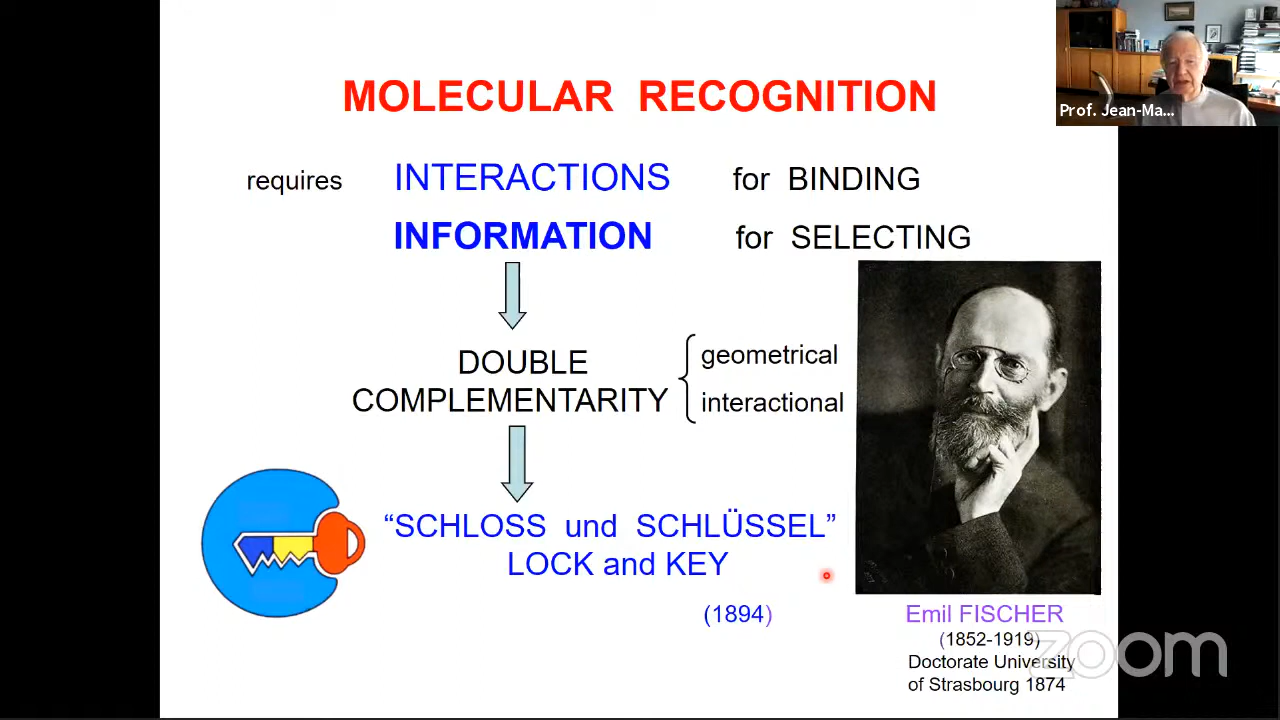 MOLECULAR RECOGNITION
Prof. Jean-Ma...
requires INTERACTIONS for BINDING
INFORMATION for SELECTING
DOUBLE
COMPLEMENTARITY
geometrical
interactional
“SCHLOSS und SCHLÜSSEL”
LOCK and KEY
(1894)
Emil FISCHER
(1852-1919)
Doctorate University
of Strasbourg 1874
zoom